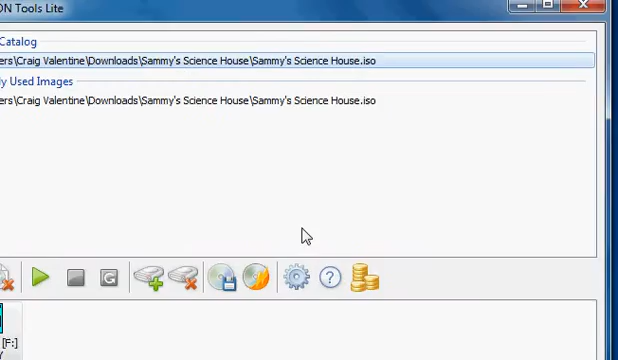 ON Tools Lite
Catalog
ers\Craig Valentine\Downloads\Sammy's Science House\Sammy's Science House.iso
ly Used Images
ers\Craig Valentine\Downloads\Sammy's Science House\Sammy's Science House.iso
G
?
[F:]
Y